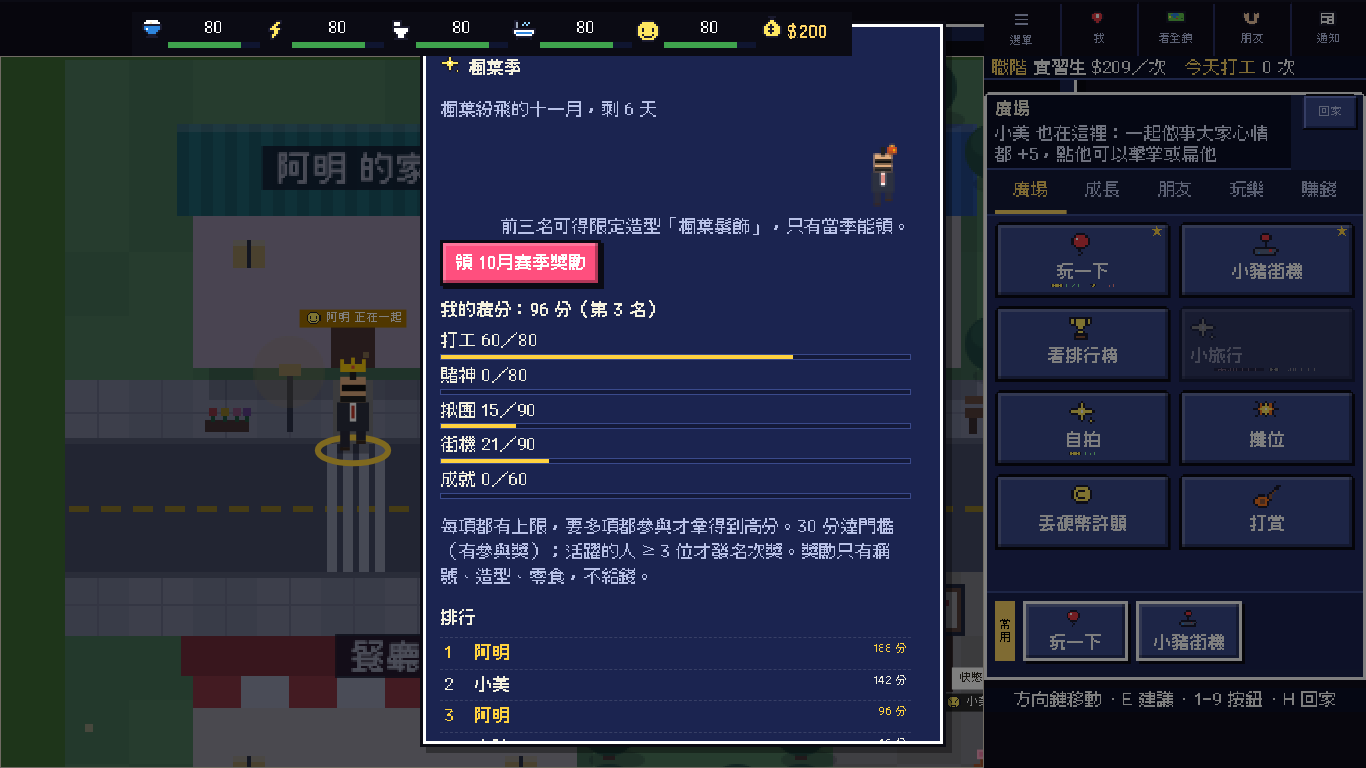 80
80
80
80
80
$200
選單
我
看全鎮
朋友
通知
職階 實習生 $209／次 今天打工 0 次
楓葉季
楓葉紛飛的十一月，剩 6 天
前三名可得限定造型「楓葉髮飾」，只有當季能領。
領 10月賽季獎勵
我的積分：96 分（第 3 名）
打工 60／80
賭神 0／80
揪團 15／90
街機 21／90
成就 0／60
每項都有上限，要多項都參與才拿得到高分。30 分達門檻
（有參與獎）；活躍的人 ≥ 3 位才發名次獎。獎勵只有稱
號、造型、零食，不給錢。
排行
1 阿明 188 分
2 小美 142 分
3 阿明 96 分
阿明 的家
阿明 正在一起
餐廳
廣場
回家
小美 也在這裡：一起做事大家心情
都 +5，點他可以擊掌或扁他
廣場 成長 朋友 玩樂 賺錢
玩一下
小豬街機
看排行榜
小旅行
自拍
攤位
丟硬幣許願
打賞
常用
玩一下
小豬街機
方向鍵移動 · E 建議 · 1-9 按鈕 · H 回家